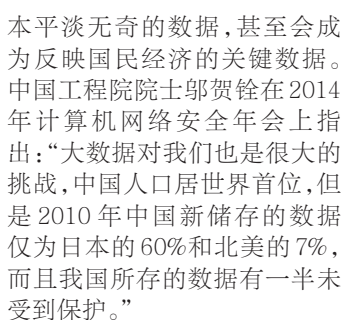 本平淡无奇的数据,甚至会成
为反映国民经济的关键数据。
中国工程院院士邬贺铨在2014
年计算机网络安全年会上指
出:“大数据对我们也是很大的
挑战,中国人口居世界首位,但
是2010年中国新储存的数据
仅为日本的60%和北美的7%,
而且我国所存的数据有一半未
受到保护。”